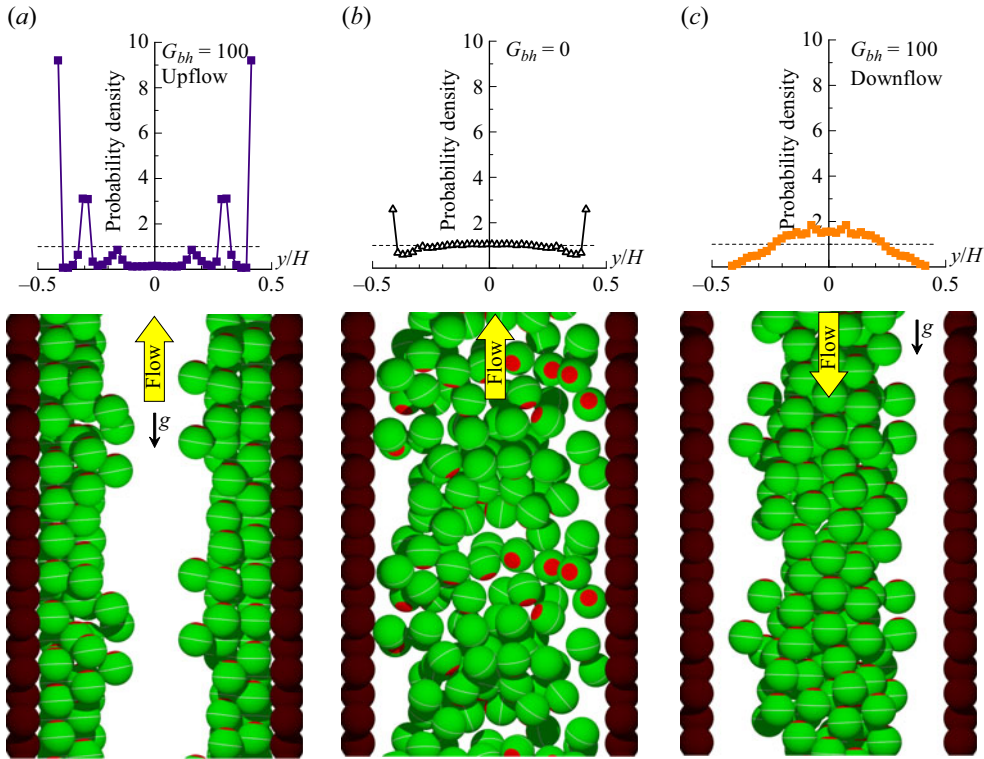 (a)
10
8
6
4
2
Probability density
G_bh = 100
Upflow
y/H
–0.5
0
0.5
Flow
g
(b)
10
8
6
4
2
Probability density
G_bh = 0
y/H
–0.5
0
0.5
Flow
(c)
10
8
6
4
2
Probability density
G_bh = 100
Downflow
y/H
–0.5
0
0.5
Flow
g